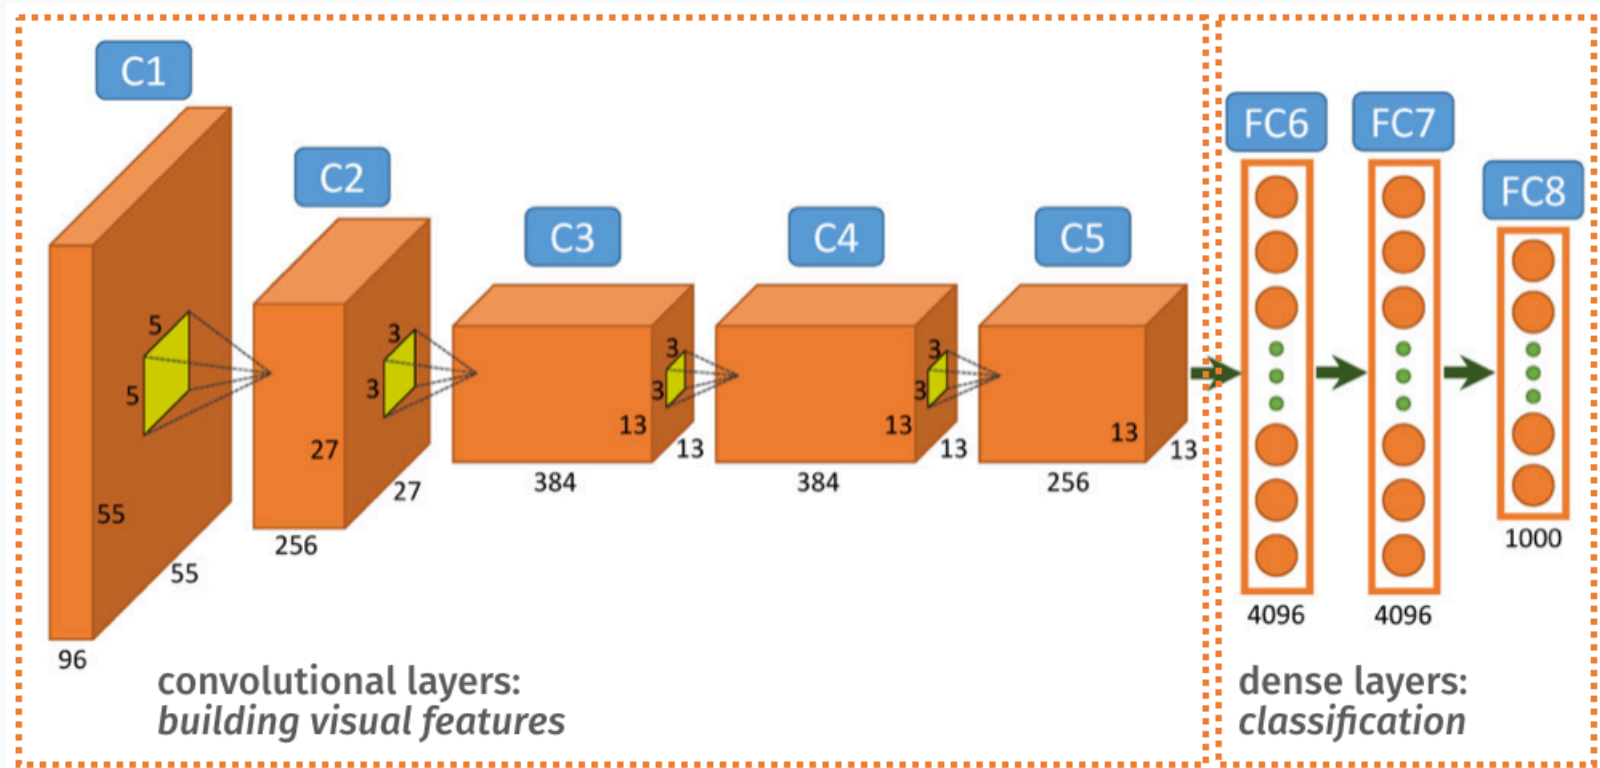 C1
C2
C3
C4
C5
FC6
FC7
FC8
5
5
3
3
3
3
3
3
55
55
96
27
27
256
13
13
384
13
13
384
13
13
256
4096
4096
1000
convolutional layers:
building visual features
dense layers:
classification